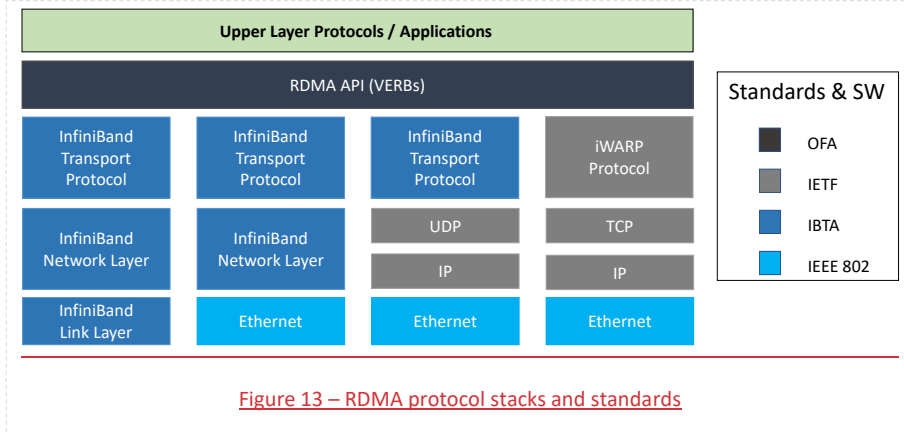 Upper Layer Protocols / Applications
RDMA API (VERBs)
InfiniBand
Transport
Protocol
InfiniBand
Transport
Protocol
InfiniBand
Transport
Protocol
iWARP
Protocol
InfiniBand
Network Layer
InfiniBand
Network Layer
UDP
IP
TCP
IP
InfiniBand
Link Layer
Ethernet
Ethernet
Ethernet
Standards & SW
OFA
IETF
IBTA
IEEE 802
Figure 13 – RDMA protocol stacks and standards